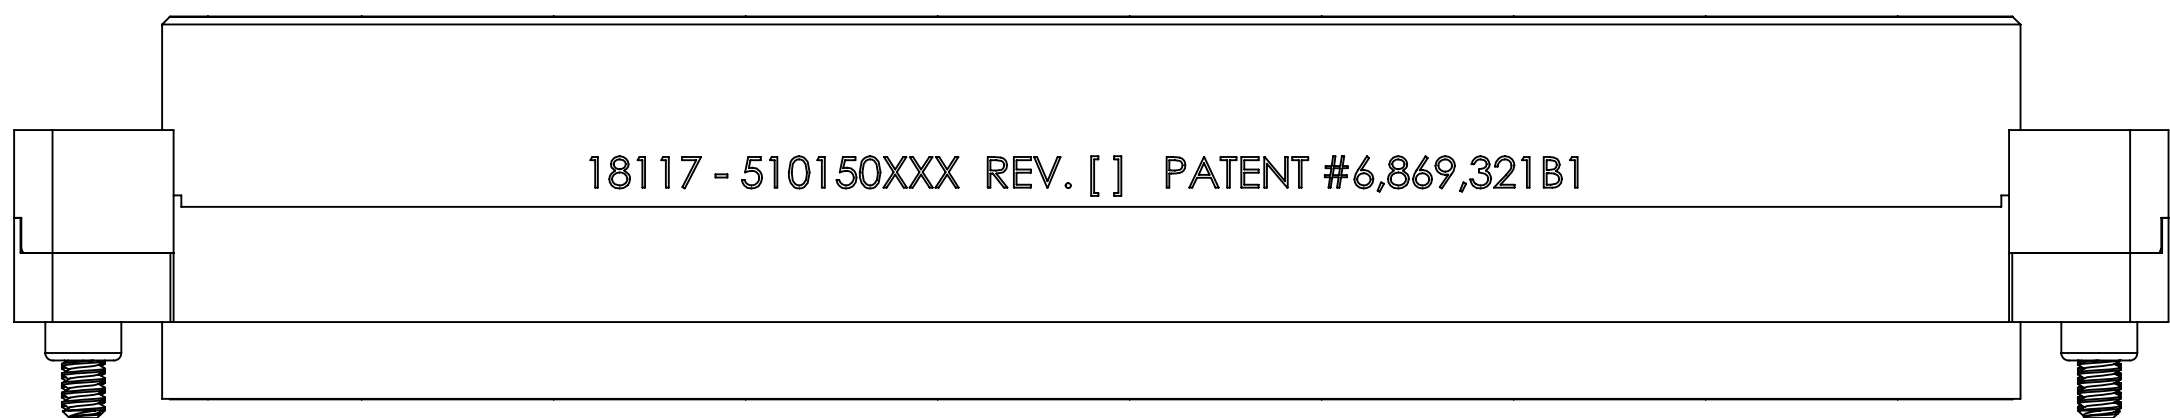 18117 - 510150XXX REV. [ ] PATENT #6,869,321B1